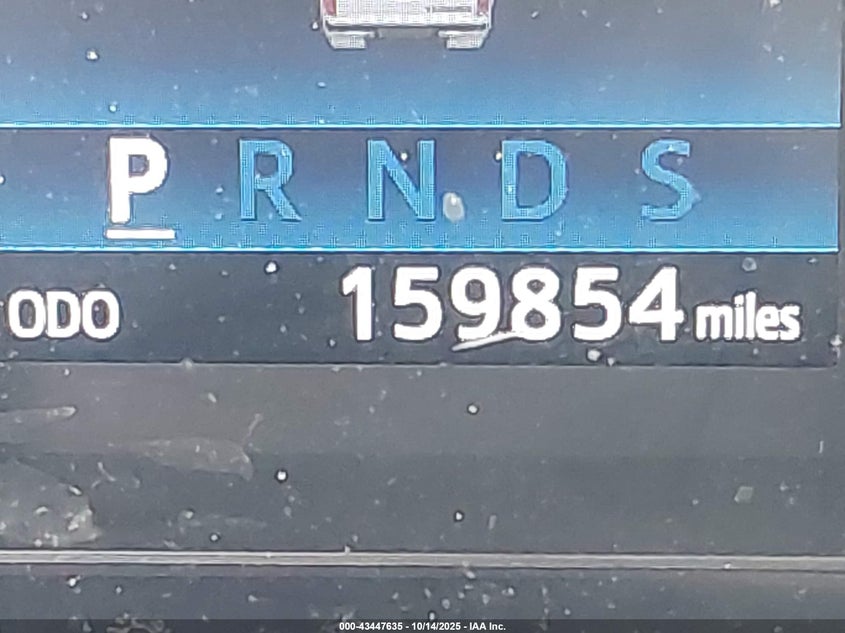 P R N D S
ODO 159854 miles
000-43447635 - 10/14/2025 - IAA Inc.